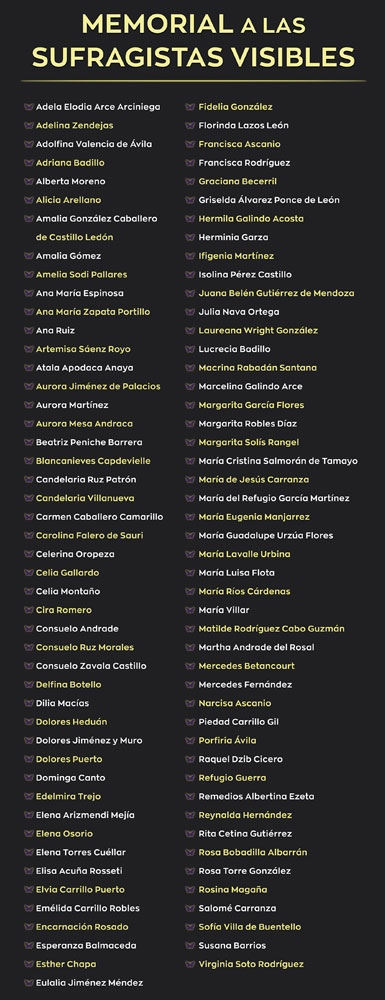 MEMORIAL A LAS
SUFRAGISTAS VISIBLES
Adela Elodia Arce Arciniega
Adelina Zendejas
Adolfina Valencia de Ávila
Adriana Badillo
Alberta Moreno
Alicia Arellano
Amalia González Caballero
de Castillo Ledón
Amalia Gómez
Amelia Sodi Pallares
Ana María Espinosa
Ana María Zapata Portillo
Ana Ruiz
Artemisa Sáenz Royo
Atala Apodaca Anaya
Aurora Jiménez de Palacios
Aurora Martínez
Aurora Mesa Andraca
Beatriz Peniche Barrera
Blancanieves Capdevielle
Candelaria Ruz Patrón
Candelaria Villanueva
Carmen Caballero Camarillo
Carolina Falero de Sauri
Celerina Oropeza
Celia Gallardo
Celia Montaño
Cira Romero
Consuelo Andrade
Consuelo Ruz Morales
Consuelo Zavala Castillo
Delfina Botello
Dilia Macías
Dolores Heduán
Dolores Jiménez y Muro
Dolores Puerto
Dominga Canto
Edelmira Trejo
Elena Arizmendi Mejía
Elena Osorio
Elena Torres Cuéllar
Elisa Acuña Rosseti
Elvia Carrillo Puerto
Emélida Carrillo Robles
Encarnación Rosado
Esperanza Balmaceda
Esther Chapa
Eulalia Jiménez Méndez
Fidelia González
Florinda Lazos León
Francisca Ascanio
Francisca Rodríguez
Graciana Becerril
Griselda Álvarez Ponce de León
Hermila Galindo Acosta
Herminia Garza
Ifigenia Martínez
Isolina Pérez Castillo
Juana Belén Gutiérrez de Mendoza
Julia Nava Ortega
Laureana Wright González
Lucrecia Badillo
Macrina Rabadán Santana
Marcelina Galindo Arce
Margarita García Flores
Margarita Robles Díaz
Margarita Solís Rangel
María Cristina Salmorán de Tamayo
María de Jesús Carranza
María del Refugio García Martínez
María Eugenia Manjarrez
María Guadalupe Urzúa Flores
María Lavalle Urbina
María Luisa Flota
María Ríos Cárdenas
María Villar
Matilde Rodríguez Cabo Guzmán
Martha Andrade del Rosal
Mercedes Betancourt
Mercedes Fernández
Narcisa Ascanio
Piedad Carrillo Gil
Porfiria Ávila
Raquel Dzib Cicero
Refugio Guerra
Remedios Albertina Ezeta
Reynalda Hernández
Rita Cetina Gutiérrez
Rosa Bobadilla Albarrán
Rosa Torre González
Rosina Magaña
Salomé Carranza
Sofía Villa de Buentello
Susana Barrios
Virginia Soto Rodríguez